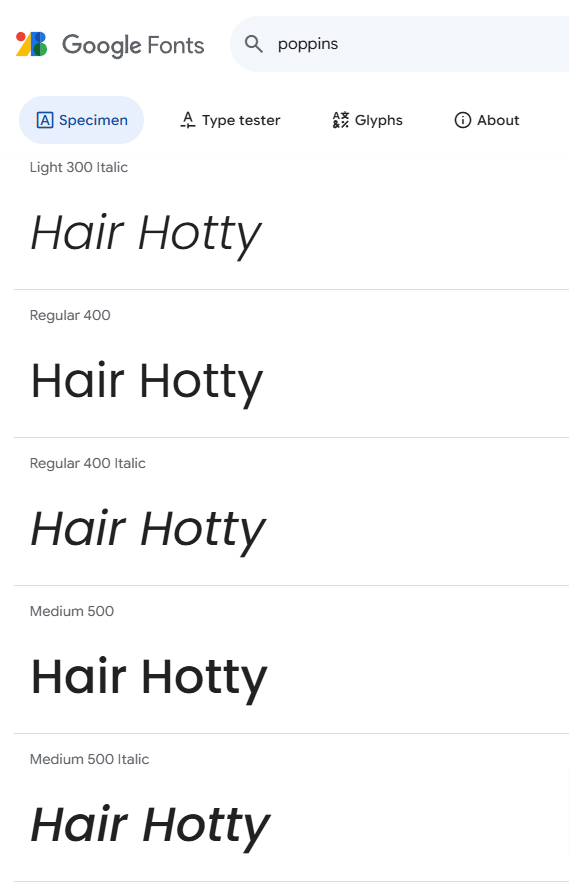 Google Fonts
poppins
Specimen
Type tester
Glyphs
About
Light 300 Italic
Hair Hotty
Regular 400
Hair Hotty
Regular 400 Italic
Hair Hotty
Medium 500
Hair Hotty
Medium 500 Italic
Hair Hotty